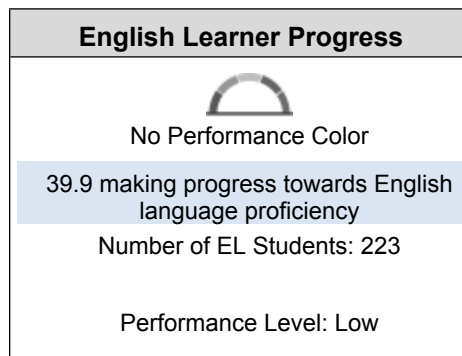 English Learner Progress
No Performance Color
39.9 making progress towards English
language proficiency
Number of EL Students: 223
Performance Level: Low